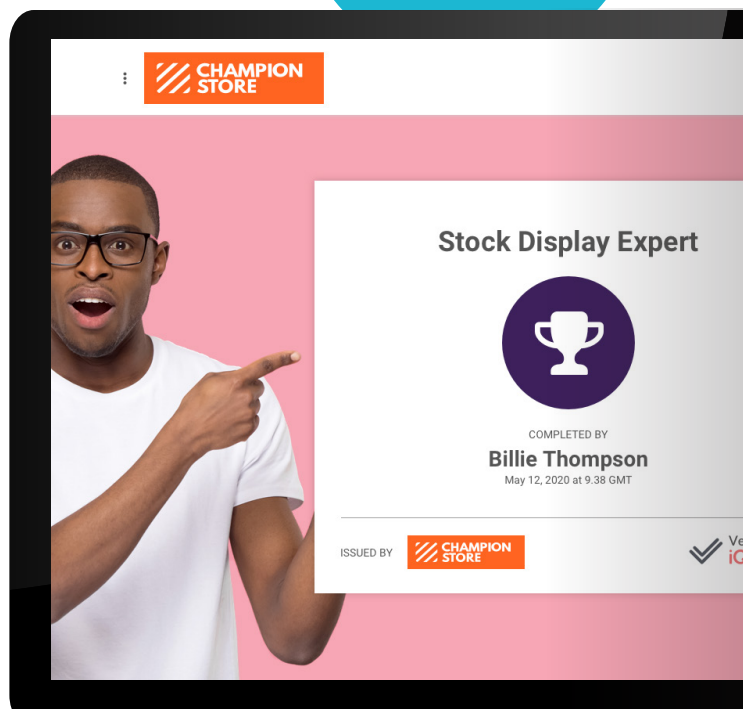 CHAMPION
STORE
Stock Display Expert
COMPLETED BY
Billie Thompson
May 12, 2020 at 9.38 GMT
ISSUED BY
CHAMPION
STORE